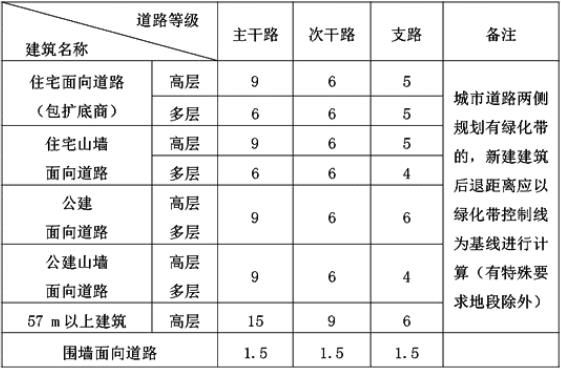 道路等级
建筑名称
主干路 次干路 支路 备注
住宅面向道路
（包扩底商）
高层 9 6 5
多层 6 6 5
住宅山墙
面向道路
高层 9 6 5
多层 6 6 4
公建
面向道路
高层
多层
9 6 6
公建山墙
面向道路
高层
多层
9 6 4
57 m以上建筑 高层 15 9 6
围墙面向道路 1.5 1.5 1.5
城市道路两侧
规划有绿化带
的，新建建筑
后退距离应以
绿化带控制线
为基线进行计
算（有特殊要
求地段除外）